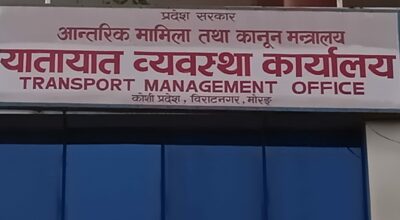 प्रदेश सरकार
आन्तरिक मामिला तथा कानून मन्त्रालय
यातायात व्यवस्था कार्यालय
TRANSPORT MANAGEMENT OFFICE
कोशी प्रदेश, विराटनगर, मोरङ